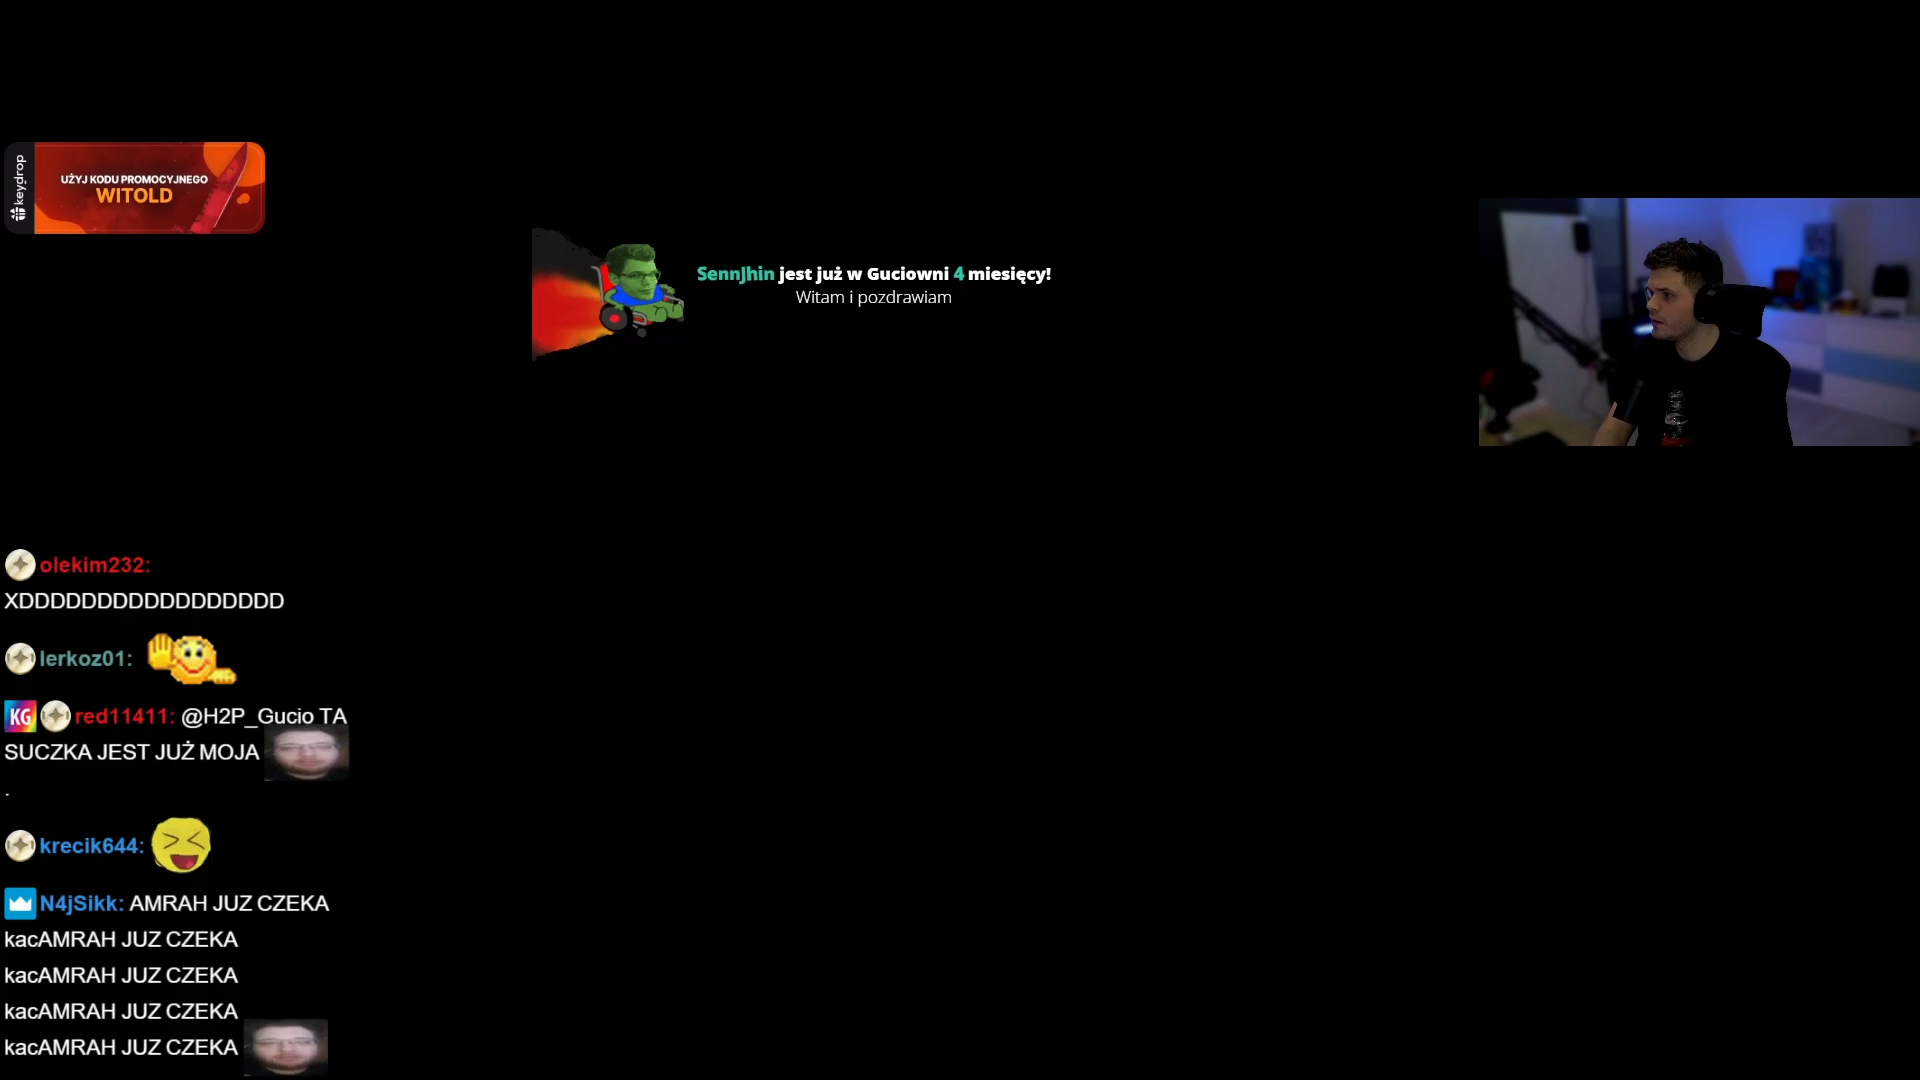 keydrop
UŻYJ KODU PROMOCYJNEGO
WITOLD
SennJhin jest już w Guciowni 4 miesięcy!
Witam i pozdrawiam
olekim232:
XDDDDDDDDDDDDDDDDD
lerkoz01:
KG red11411: @H2P_Gucio TA
SUCZKA JEST JUŻ MOJA
.
krecik644:
N4jSikk: AMRAH JUZ CZEKA
kacAMRAH JUZ CZEKA
kacAMRAH JUZ CZEKA
kacAMRAH JUZ CZEKA
kacAMRAH JUZ CZEKA